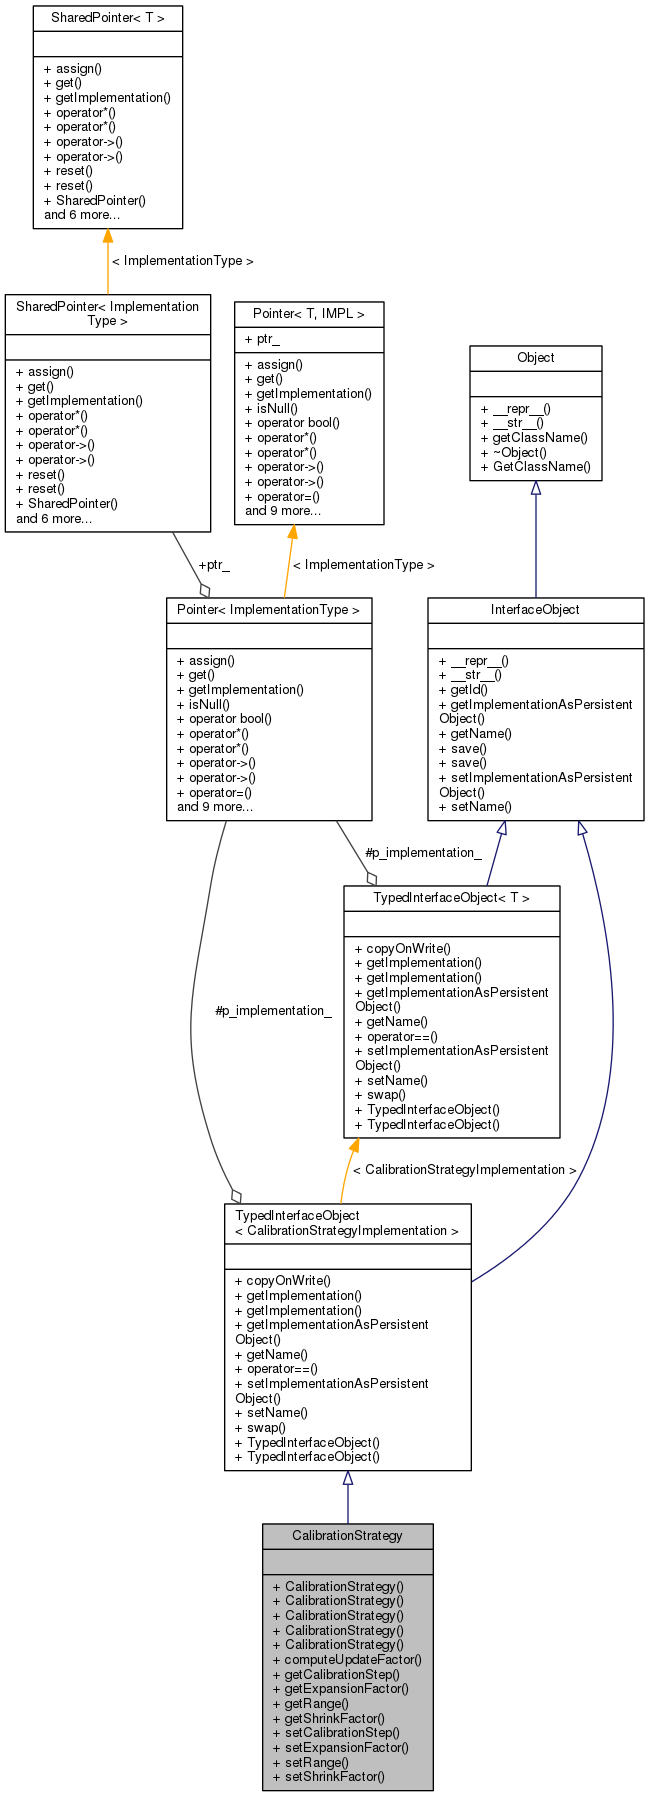 SharedPointer< T >
+ assign()
+ get()
+ getImplementation()
+ operator*()
+ operator*()
+ operator->()
+ operator->()
+ reset()
+ reset()
+ SharedPointer()
and 6 more...
< ImplementationType >
SharedPointer< Implementation
Type >
+ assign()
+ get()
+ getImplementation()
+ operator*()
+ operator*()
+ operator->()
+ operator->()
+ reset()
+ reset()
+ SharedPointer()
and 6 more...
Pointer< T, IMPL >
+ ptr_
+ assign()
+ get()
+ getImplementation()
+ isNull()
+ operator bool()
+ operator*()
+ operator*()
+ operator->()
+ operator->()
+ operator=()
and 9 more...
Object
+ __repr__()
+ __str__()
+ getClassName()
+ ~Object()
+ GetClassName()
+ptr_
< ImplementationType >
Pointer< ImplementationType >
+ assign()
+ get()
+ getImplementation()
+ isNull()
+ operator bool()
+ operator*()
+ operator*()
+ operator->()
+ operator->()
+ operator=()
and 9 more...
InterfaceObject
+ __repr__()
+ __str__()
+ getId()
+ getImplementationAsPersistent
Object()
+ getName()
+ save()
+ save()
+ setImplementationAsPersistent
Object()
+ setName()
#p_implementation_
TypedInterfaceObject< T >
+ copyOnWrite()
+ getImplementation()
+ getImplementation()
+ getImplementationAsPersistent
Object()
+ getName()
+ operator==()
+ setImplementationAsPersistent
Object()
+ setName()
+ swap()
+ TypedInterfaceObject()
+ TypedInterfaceObject()
#p_implementation_
< CalibrationStrategyImplementation >
TypedInterfaceObject
< CalibrationStrategyImplementation >
+ copyOnWrite()
+ getImplementation()
+ getImplementation()
+ getImplementationAsPersistent
Object()
+ getName()
+ operator==()
+ setImplementationAsPersistent
Object()
+ setName()
+ swap()
+ TypedInterfaceObject()
+ TypedInterfaceObject()
CalibrationStrategy
+ CalibrationStrategy()
+ CalibrationStrategy()
+ CalibrationStrategy()
+ CalibrationStrategy()
+ CalibrationStrategy()
+ computeUpdateFactor()
+ getCalibrationStep()
+ getExpansionFactor()
+ getRange()
+ getShrinkFactor()
+ setCalibrationStep()
+ setExpansionFactor()
+ setRange()
+ setShrinkFactor()